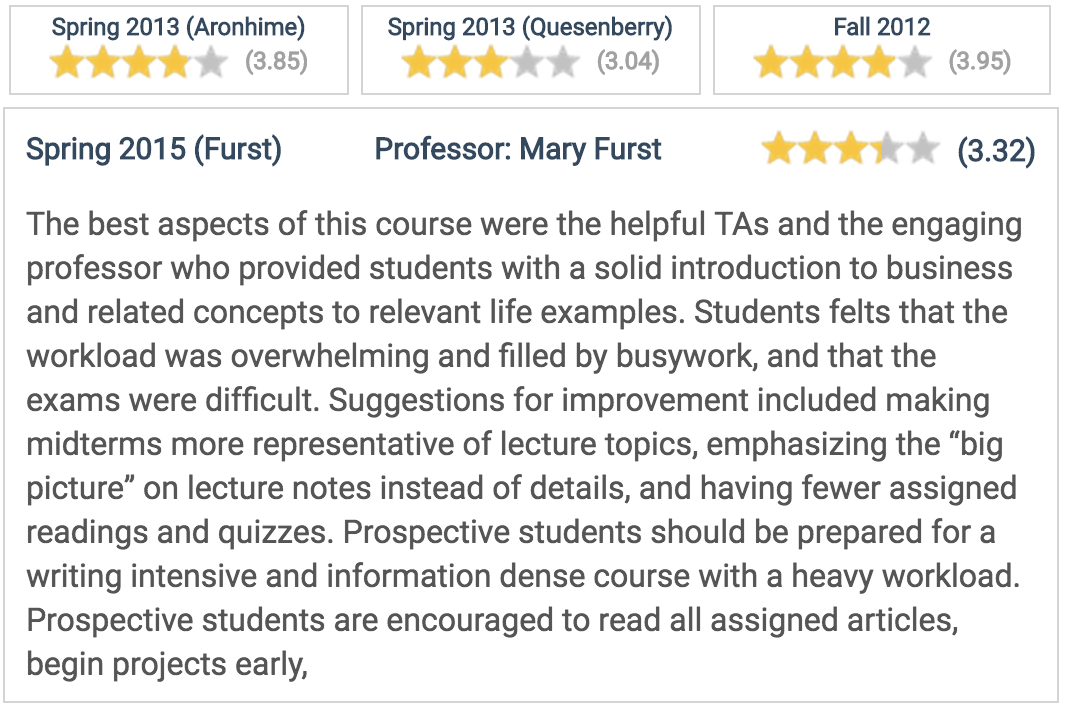 Spring 2013 (Aronhime)
(3.85)
Spring 2013 (Quesenberry)
(3.04)
Fall 2012
(3.95)
Spring 2015 (Furst) Professor: Mary Furst (3.32)
The best aspects of this course were the helpful TAs and the engaging
professor who provided students with a solid introduction to business
and related concepts to relevant life examples. Students felts that the
workload was overwhelming and filled by busywork, and that the
exams were difficult. Suggestions for improvement included making
midterms more representative of lecture topics, emphasizing the “big
picture” on lecture notes instead of details, and having fewer assigned
readings and quizzes. Prospective students should be prepared for a
writing intensive and information dense course with a heavy workload.
Prospective students are encouraged to read all assigned articles,
begin projects early,